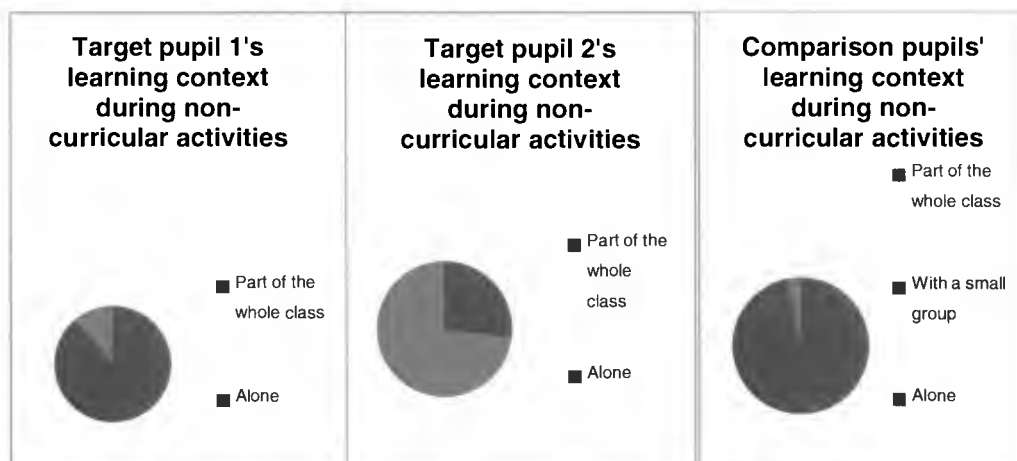 Target pupil 1's
learning context
during non-
curricular activities
Part of the
whole class
Alone
Target pupil 2's
learning context
during non-
curricular activities
Part of the
whole
class
Alone
Comparison pupils'
learning context
during non-
curricular activities
Part of the
whole class
With a small
group
Alone